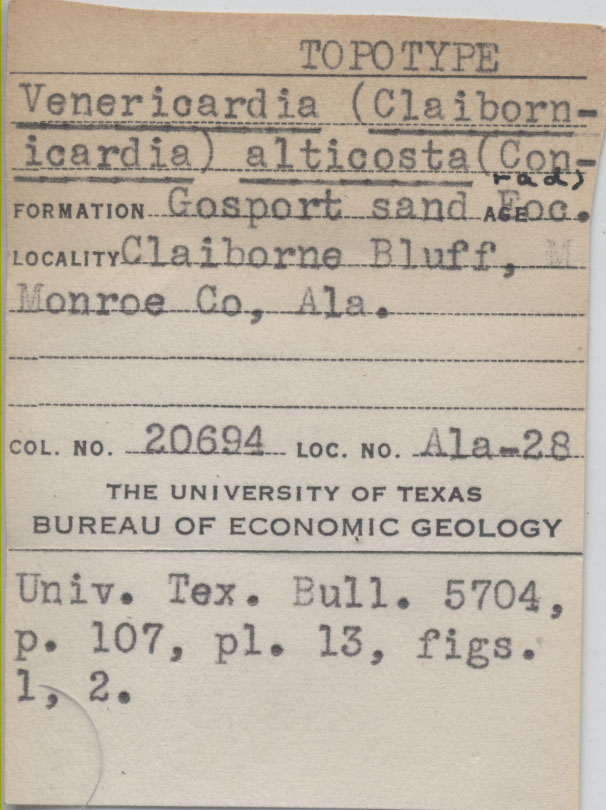 TOPOTYPE
Venericardia (Claiborn-
icardia) alticosta (Con-
rad)
FORMATION Gosport sand AGE Eoc.
LOCALITY Claiborne Bluff, M
Monroe Co, Ala.
COL. NO. 20694 LOC. NO. Ala-28
THE UNIVERSITY OF TEXAS
BUREAU OF ECONOMIC GEOLOGY
Univ. Tex. Bull. 5704,
p. 107, pl. 13, figs.
1, 2.